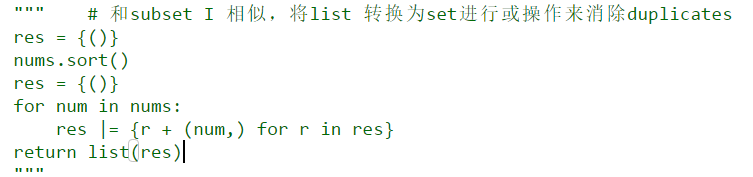 """    # 和subset I 相似，将list 转换为set进行或操作来消除duplicates
res = {()}
nums.sort()
res = {()}
for num in nums:
    res |= {r + (num,) for r in res}
return list(res)
"""